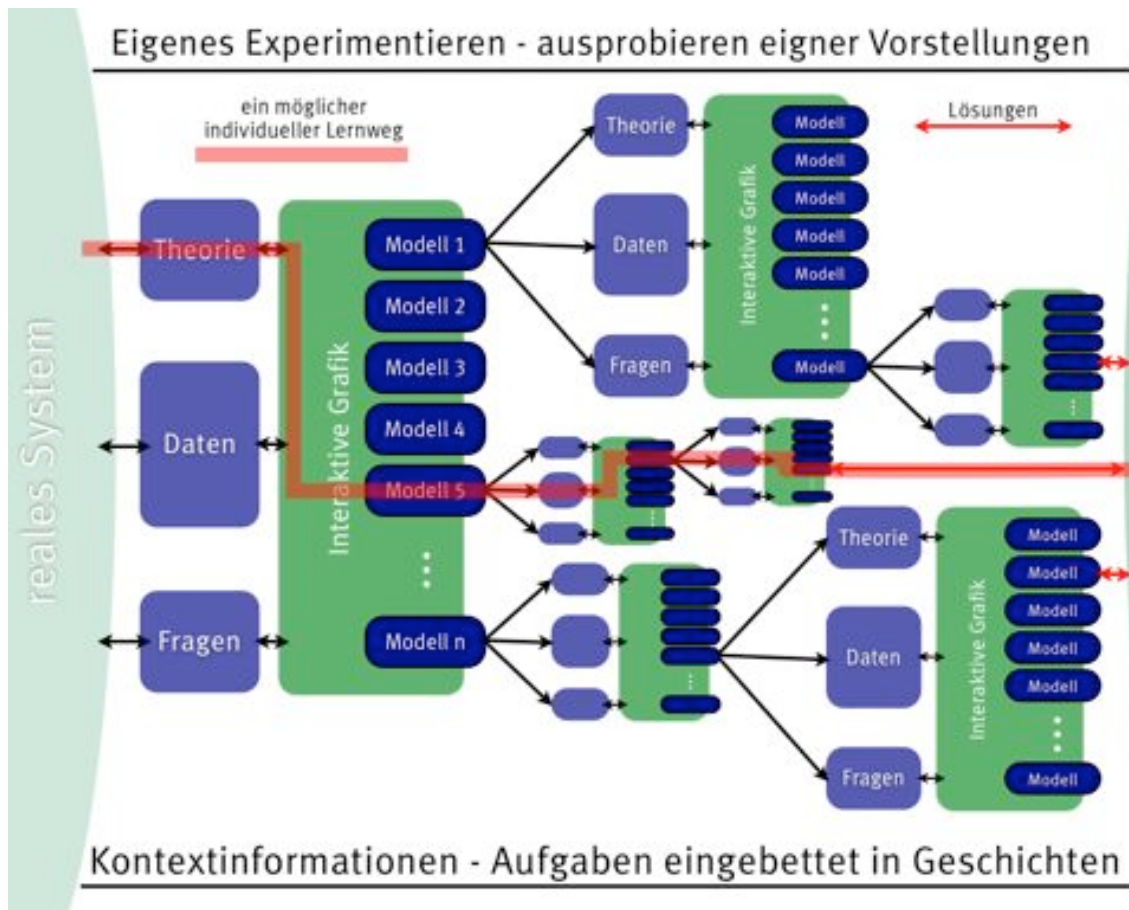 Eigenes Experimentieren - ausprobieren eigner Vorstellungen
ein möglicher
individueller Lernweg
Lösungen
reales System
Theorie
Daten
Fragen
Interaktive Grafik
Modell 1
Modell 2
Modell 3
Modell 4
Modell 5
...
Modell n
Theorie
Daten
Fragen
Interaktive Grafik
Modell
Modell
Modell
Modell
Modell
...
Modell
...
...
...
...
Theorie
Daten
Fragen
Interaktive Grafik
Modell
Modell
Modell
Modell
Modell
...
Modell
Kontextinformationen - Aufgaben eingebettet in Geschichten